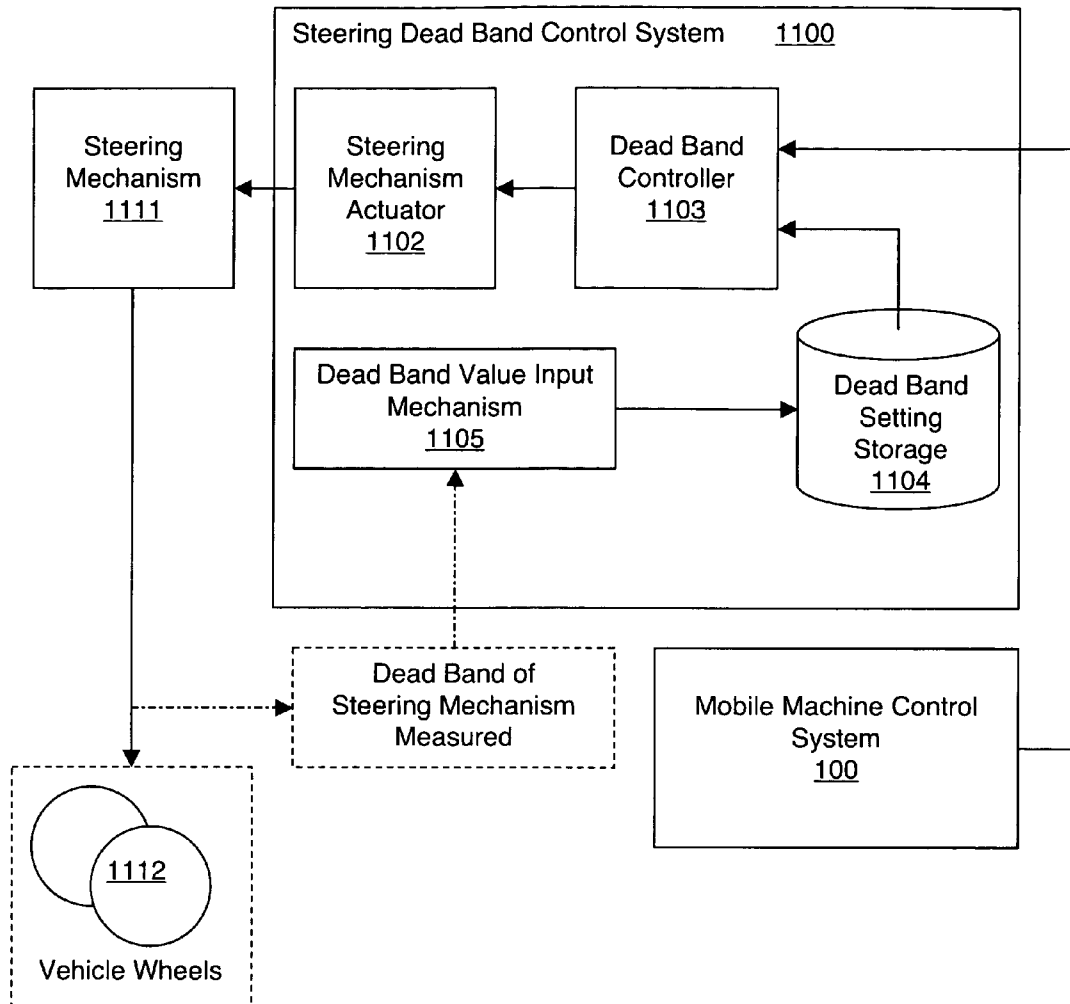 Steering Dead Band Control System 1100
Steering
Mechanism
1111
Steering
Mechanism
Actuator
1102
Dead Band
Controller
1103
Dead Band Value Input
Mechanism
1105
Dead Band
Setting
Storage
1104
Dead Band of
Steering Mechanism
Measured
Mobile Machine Control
System
100
1112
Vehicle Wheels